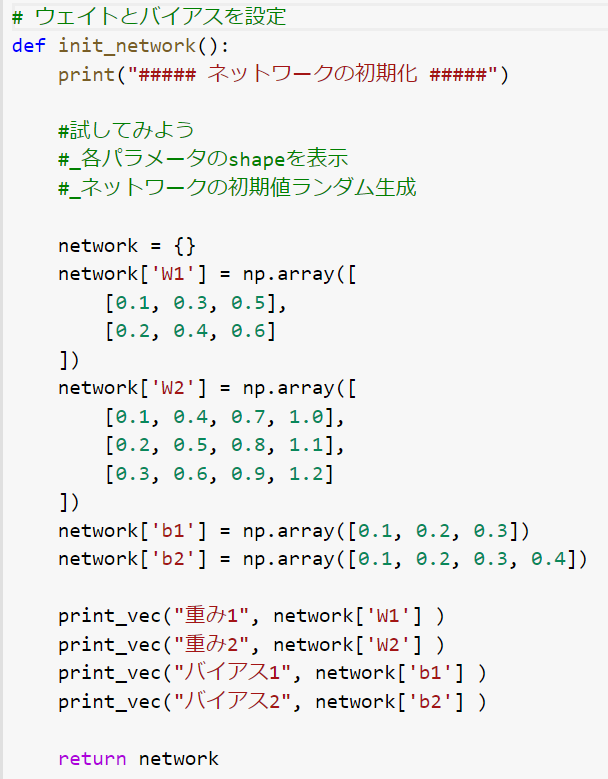 # ウェイトとバイアスを設定
def init_network():
    print("##### ネットワークの初期化 #####")

    #試してみよう
    #_各パラメータのshapeを表示
    #_ネットワークの初期値ランダム生成

    network = {}
    network['W1'] = np.array([
        [0.1, 0.3, 0.5],
        [0.2, 0.4, 0.6]
    ])
    network['W2'] = np.array([
        [0.1, 0.4, 0.7, 1.0],
        [0.2, 0.5, 0.8, 1.1],
        [0.3, 0.6, 0.9, 1.2]
    ])
    network['b1'] = np.array([0.1, 0.2, 0.3])
    network['b2'] = np.array([0.1, 0.2, 0.3, 0.4])

    print_vec("重み1", network['W1'] )
    print_vec("重み2", network['W2'] )
    print_vec("バイアス1", network['b1'] )
    print_vec("バイアス2", network['b2'] )

    return network